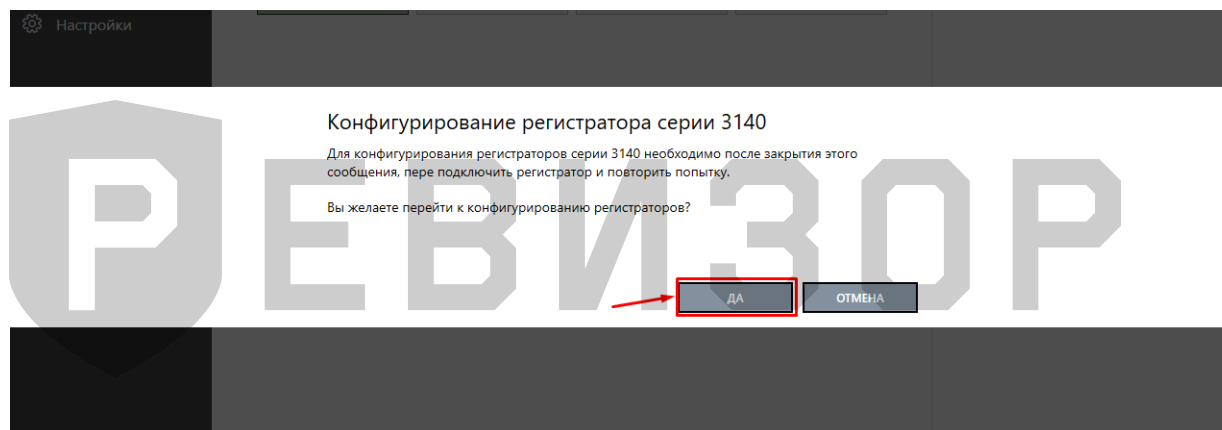 Настройки
Конфигурирование регистратора серии 3140
Для конфигурирования регистраторов серии 3140 необходимо после закрытия этого
сообщения, пере подключить регистратор и повторить попытку.
Вы желаете перейти к конфигурированию регистраторов?
РЕВИЗОР
ДА
ОТМЕНА